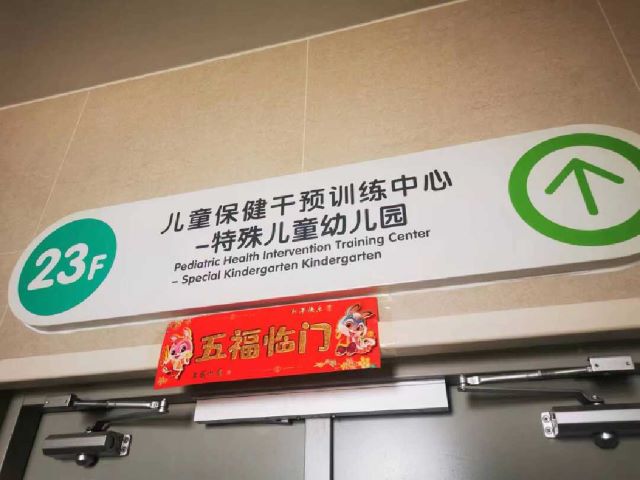 23F
儿童保健干预训练中心
-特殊儿童幼儿园
Pediatric Health Intervention Training Center
- Special Kindergarten Kindergarten
五福临门